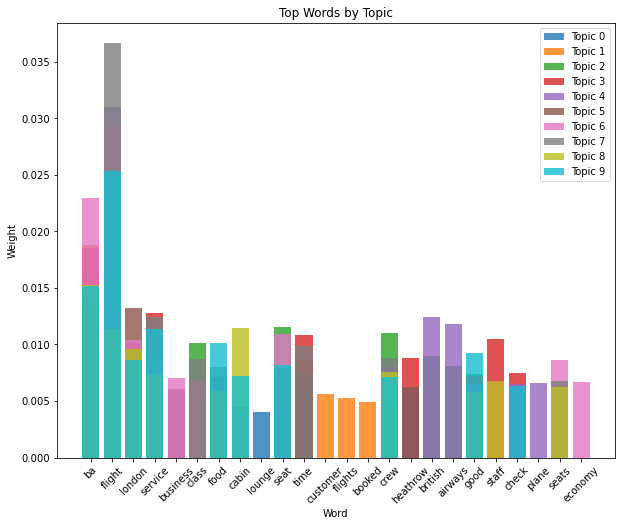 Top Words by Topic
Topic 0
Topic 1
Topic 2
Topic 3
Topic 4
Topic 5
Topic 6
Topic 7
Topic 8
Topic 9
Weight
0.035
0.030
0.025
0.020
0.015
0.010
0.005
0.000
ba
flight
london
service
business
class
food
cabin
lounge
seat
time
customer
flights
booked
crew
heathrow
british
airways
good
staff
check
plane
seats
economy
Word